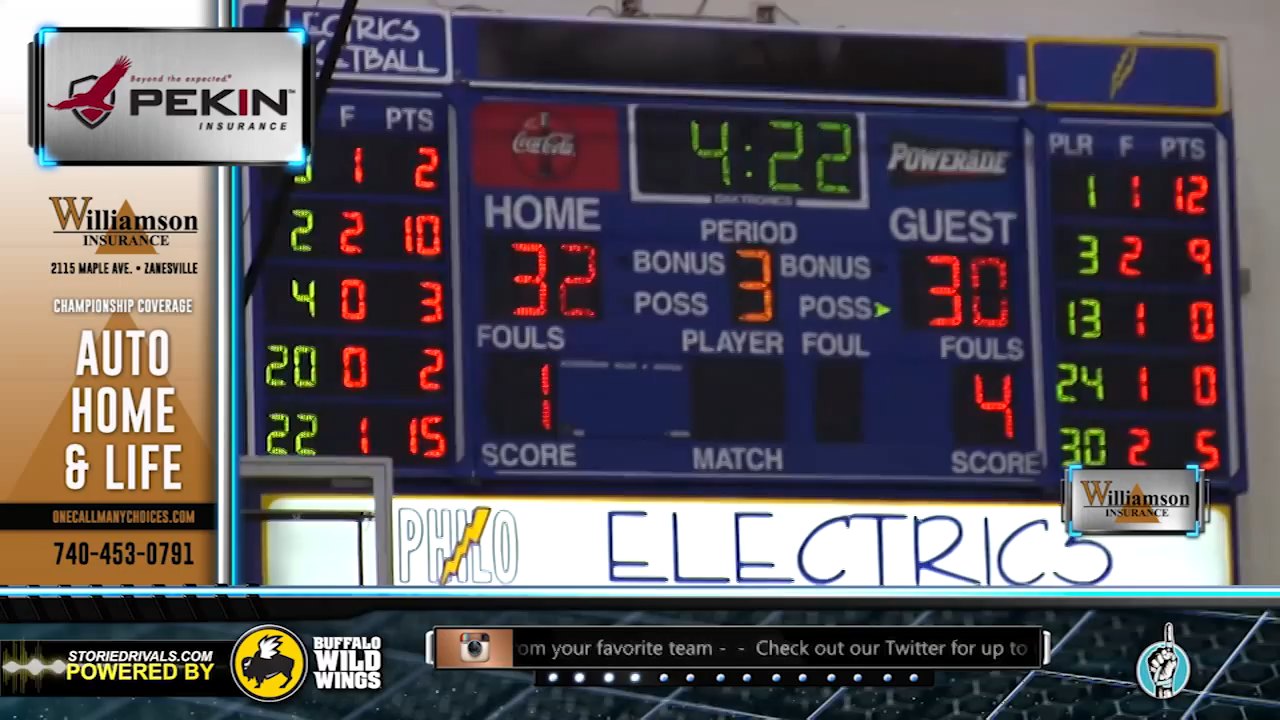 Beyond the expected.®
PEKIN™
INSURANCE
Williamson
INSURANCE
2115 MAPLE AVE. • ZANESVILLE
CHAMPIONSHIP COVERAGE
AUTO
HOME
& LIFE
ONECALLMANYCHOICES.COM
740-453-0791
ECTRICS
TBALL
F PTS
1 2
2 2 10
4 0 3
20 0 2
22 1 15
Coca-Cola
4:22
DAKTRONICS
POWERADE
HOME
PERIOD
GUEST
32
BONUS 3 BONUS
30
POSS
POSS
FOULS
PLAYER FOUL
FOULS
1
4
SCORE
MATCH
SCORE
PLR F PTS
1 1 12
3 2 9
13 1 0
24 1 0
30 2 5
Williamson
INSURANCE
PHILO
ELECTRICS
STORIEDRIVALS.COM
POWERED BY
BUFFALO
WILD
WINGS
om your favorite team - - Check out our Twitter for up to